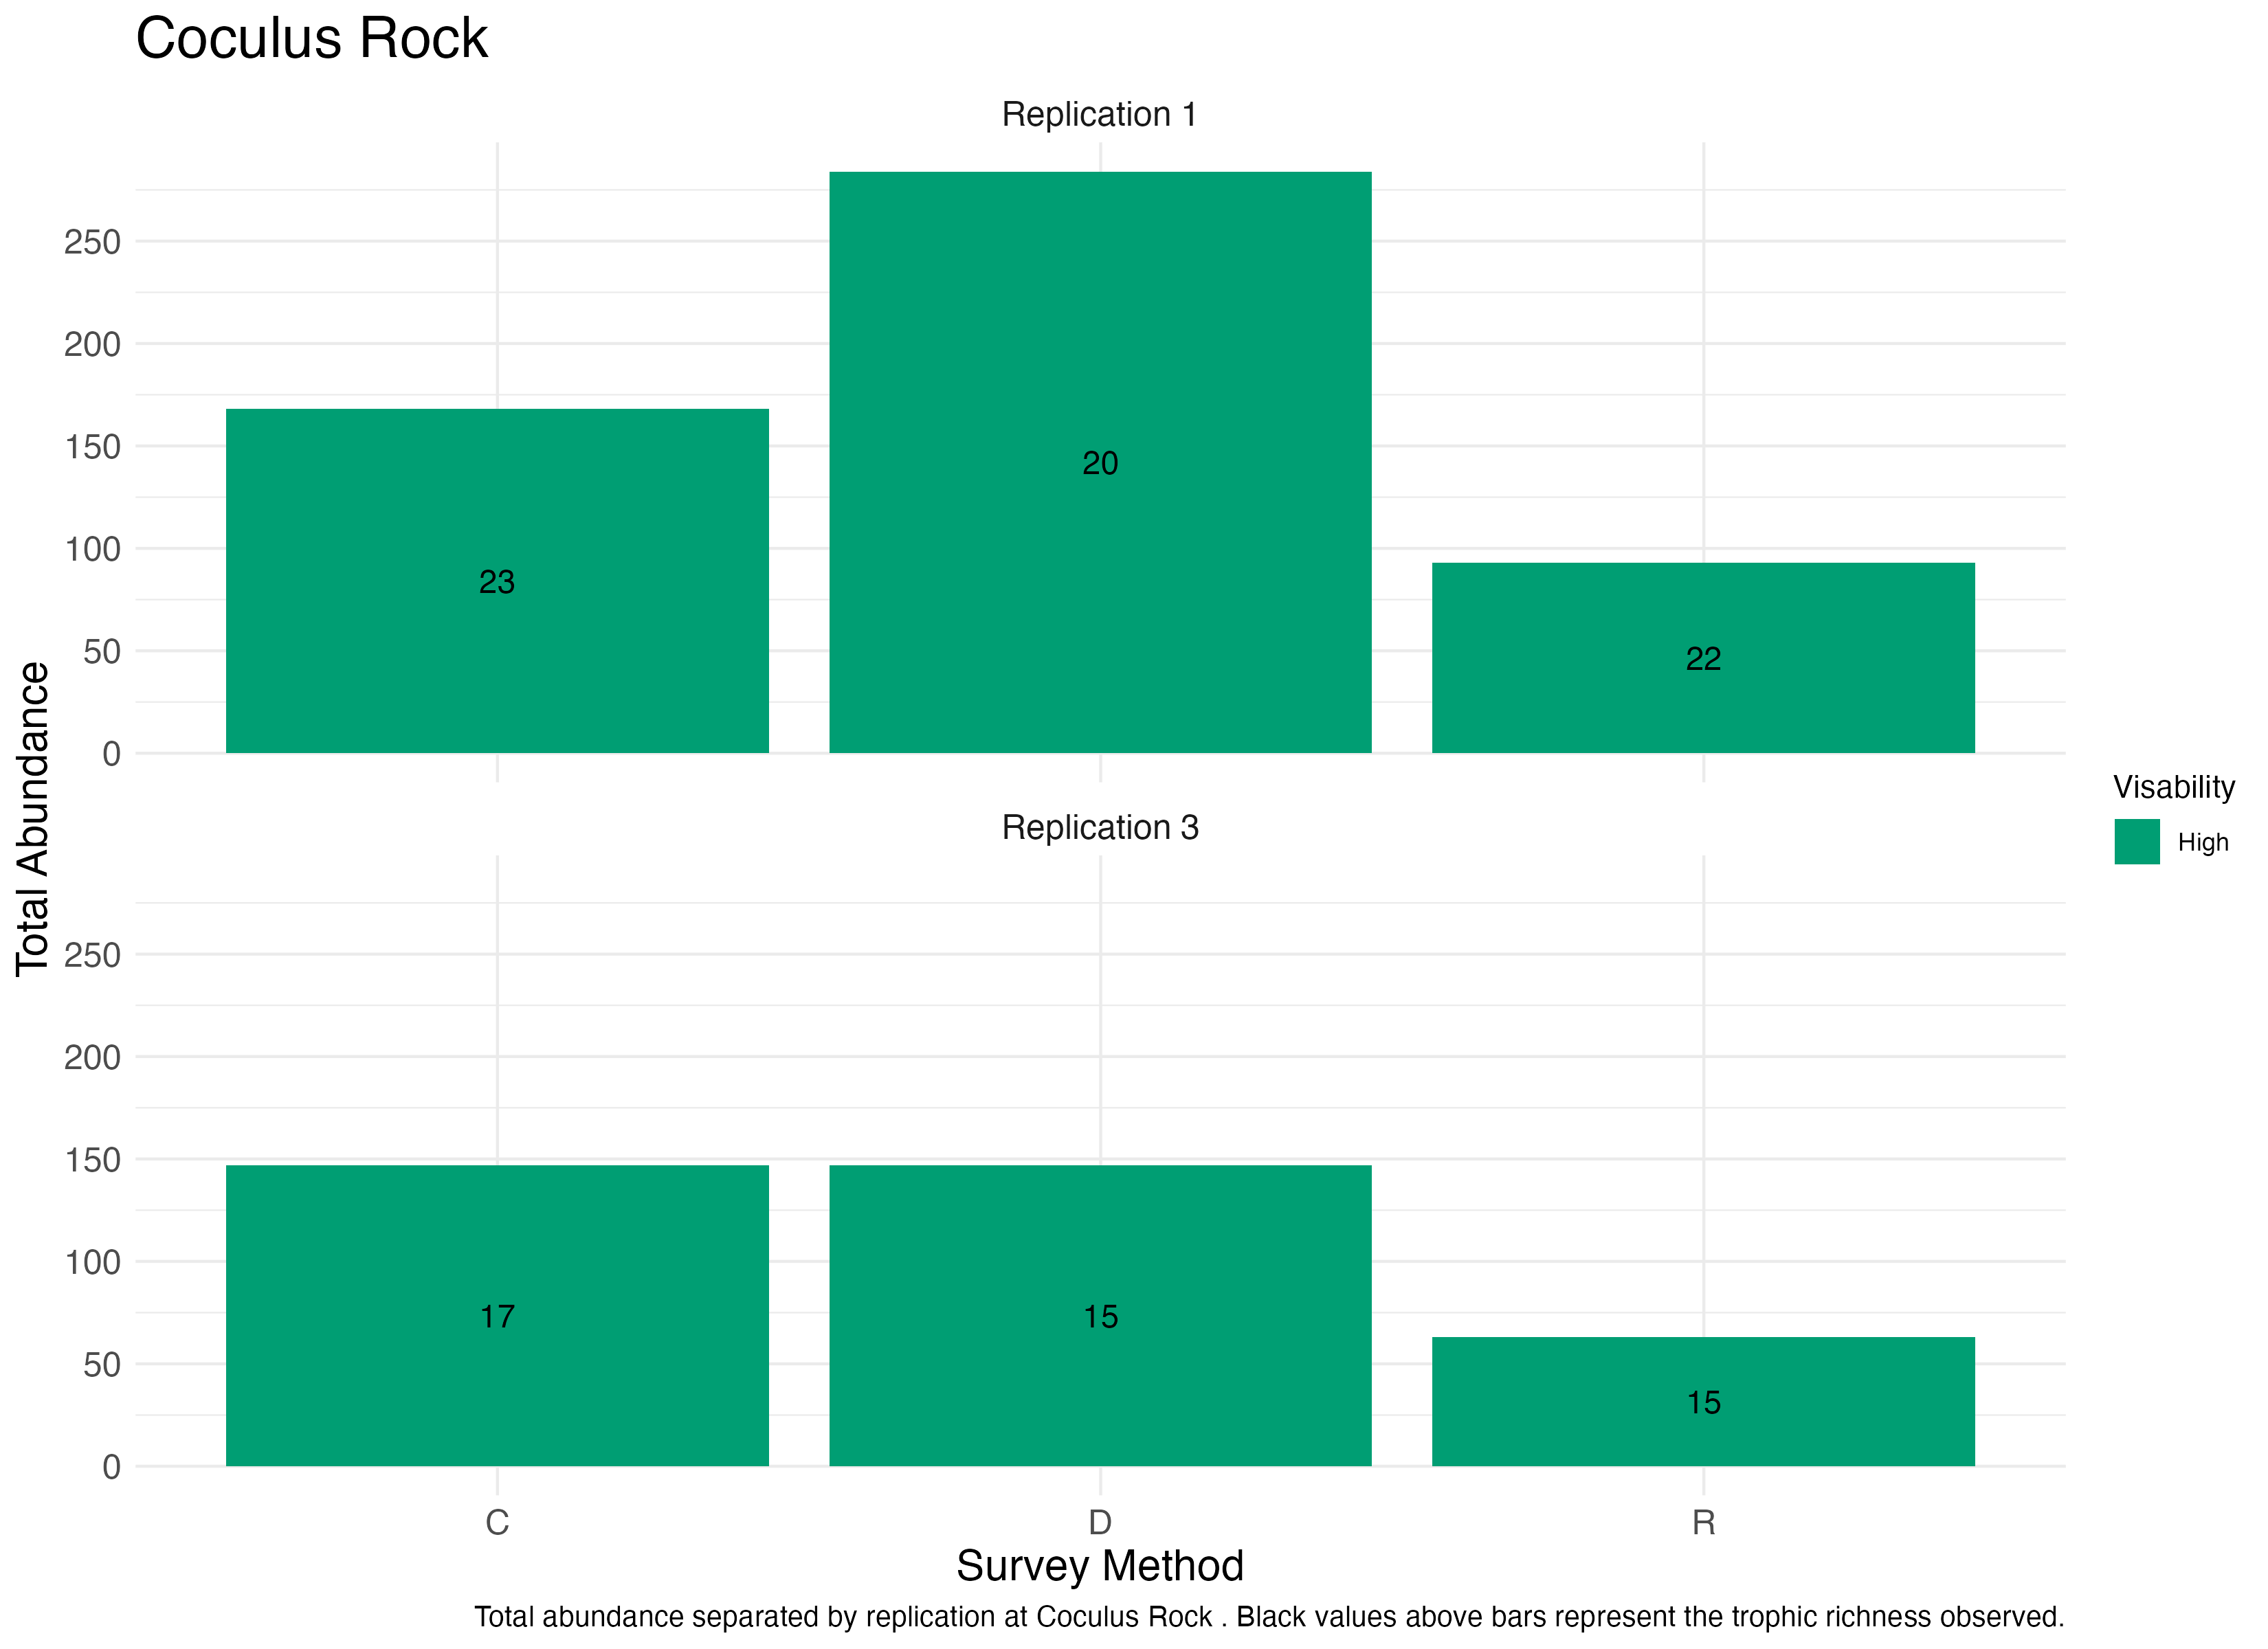 Coculus Rock
Replication 1
250
200
150
100
50
0
23
20
22
Replication 3
250
200
150
100
50
0
17
15
15
C D R
Total Abundance
Survey Method
Visability
High
Total abundance separated by replication at Coculus Rock . Black values above bars represent the trophic richness observed.